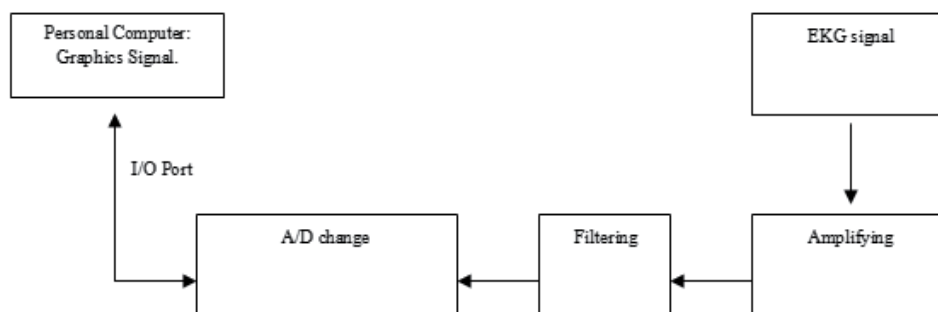 Personal Computer:
Graphics Signal.
EKG signal
I/O Port
A/D change
Filtering
Amplifying